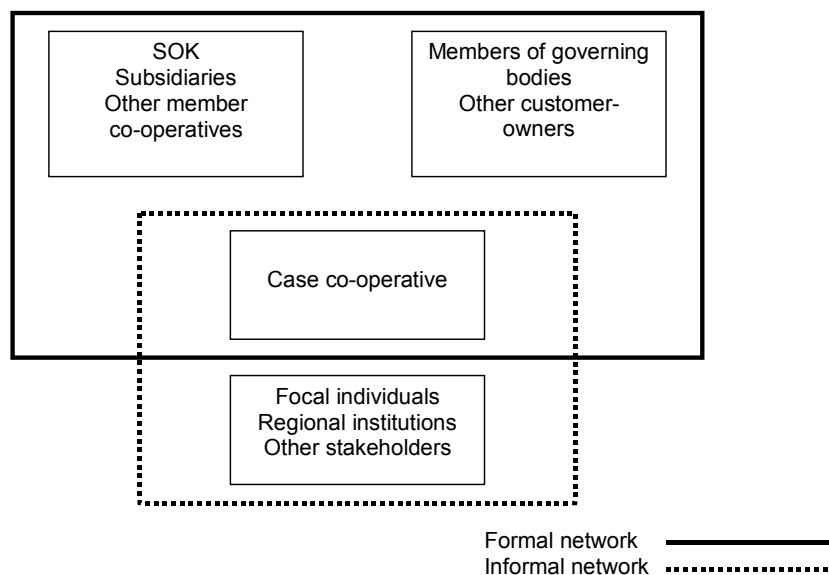 SOK
Subsidiaries
Other member
co-operatives
Members of governing
bodies
Other customer-
owners
Case co-operative
Focal individuals
Regional institutions
Other stakeholders
Formal network
Informal network